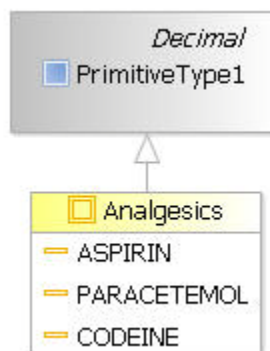 Decimal
PrimitiveType1
Analgesics
ASPIRIN
PARACETEMOL
CODEINE